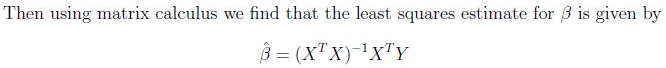 Then using matrix calculus we find that the least squares estimate for β is given by
β̂ = (XᵀX)⁻¹XᵀY